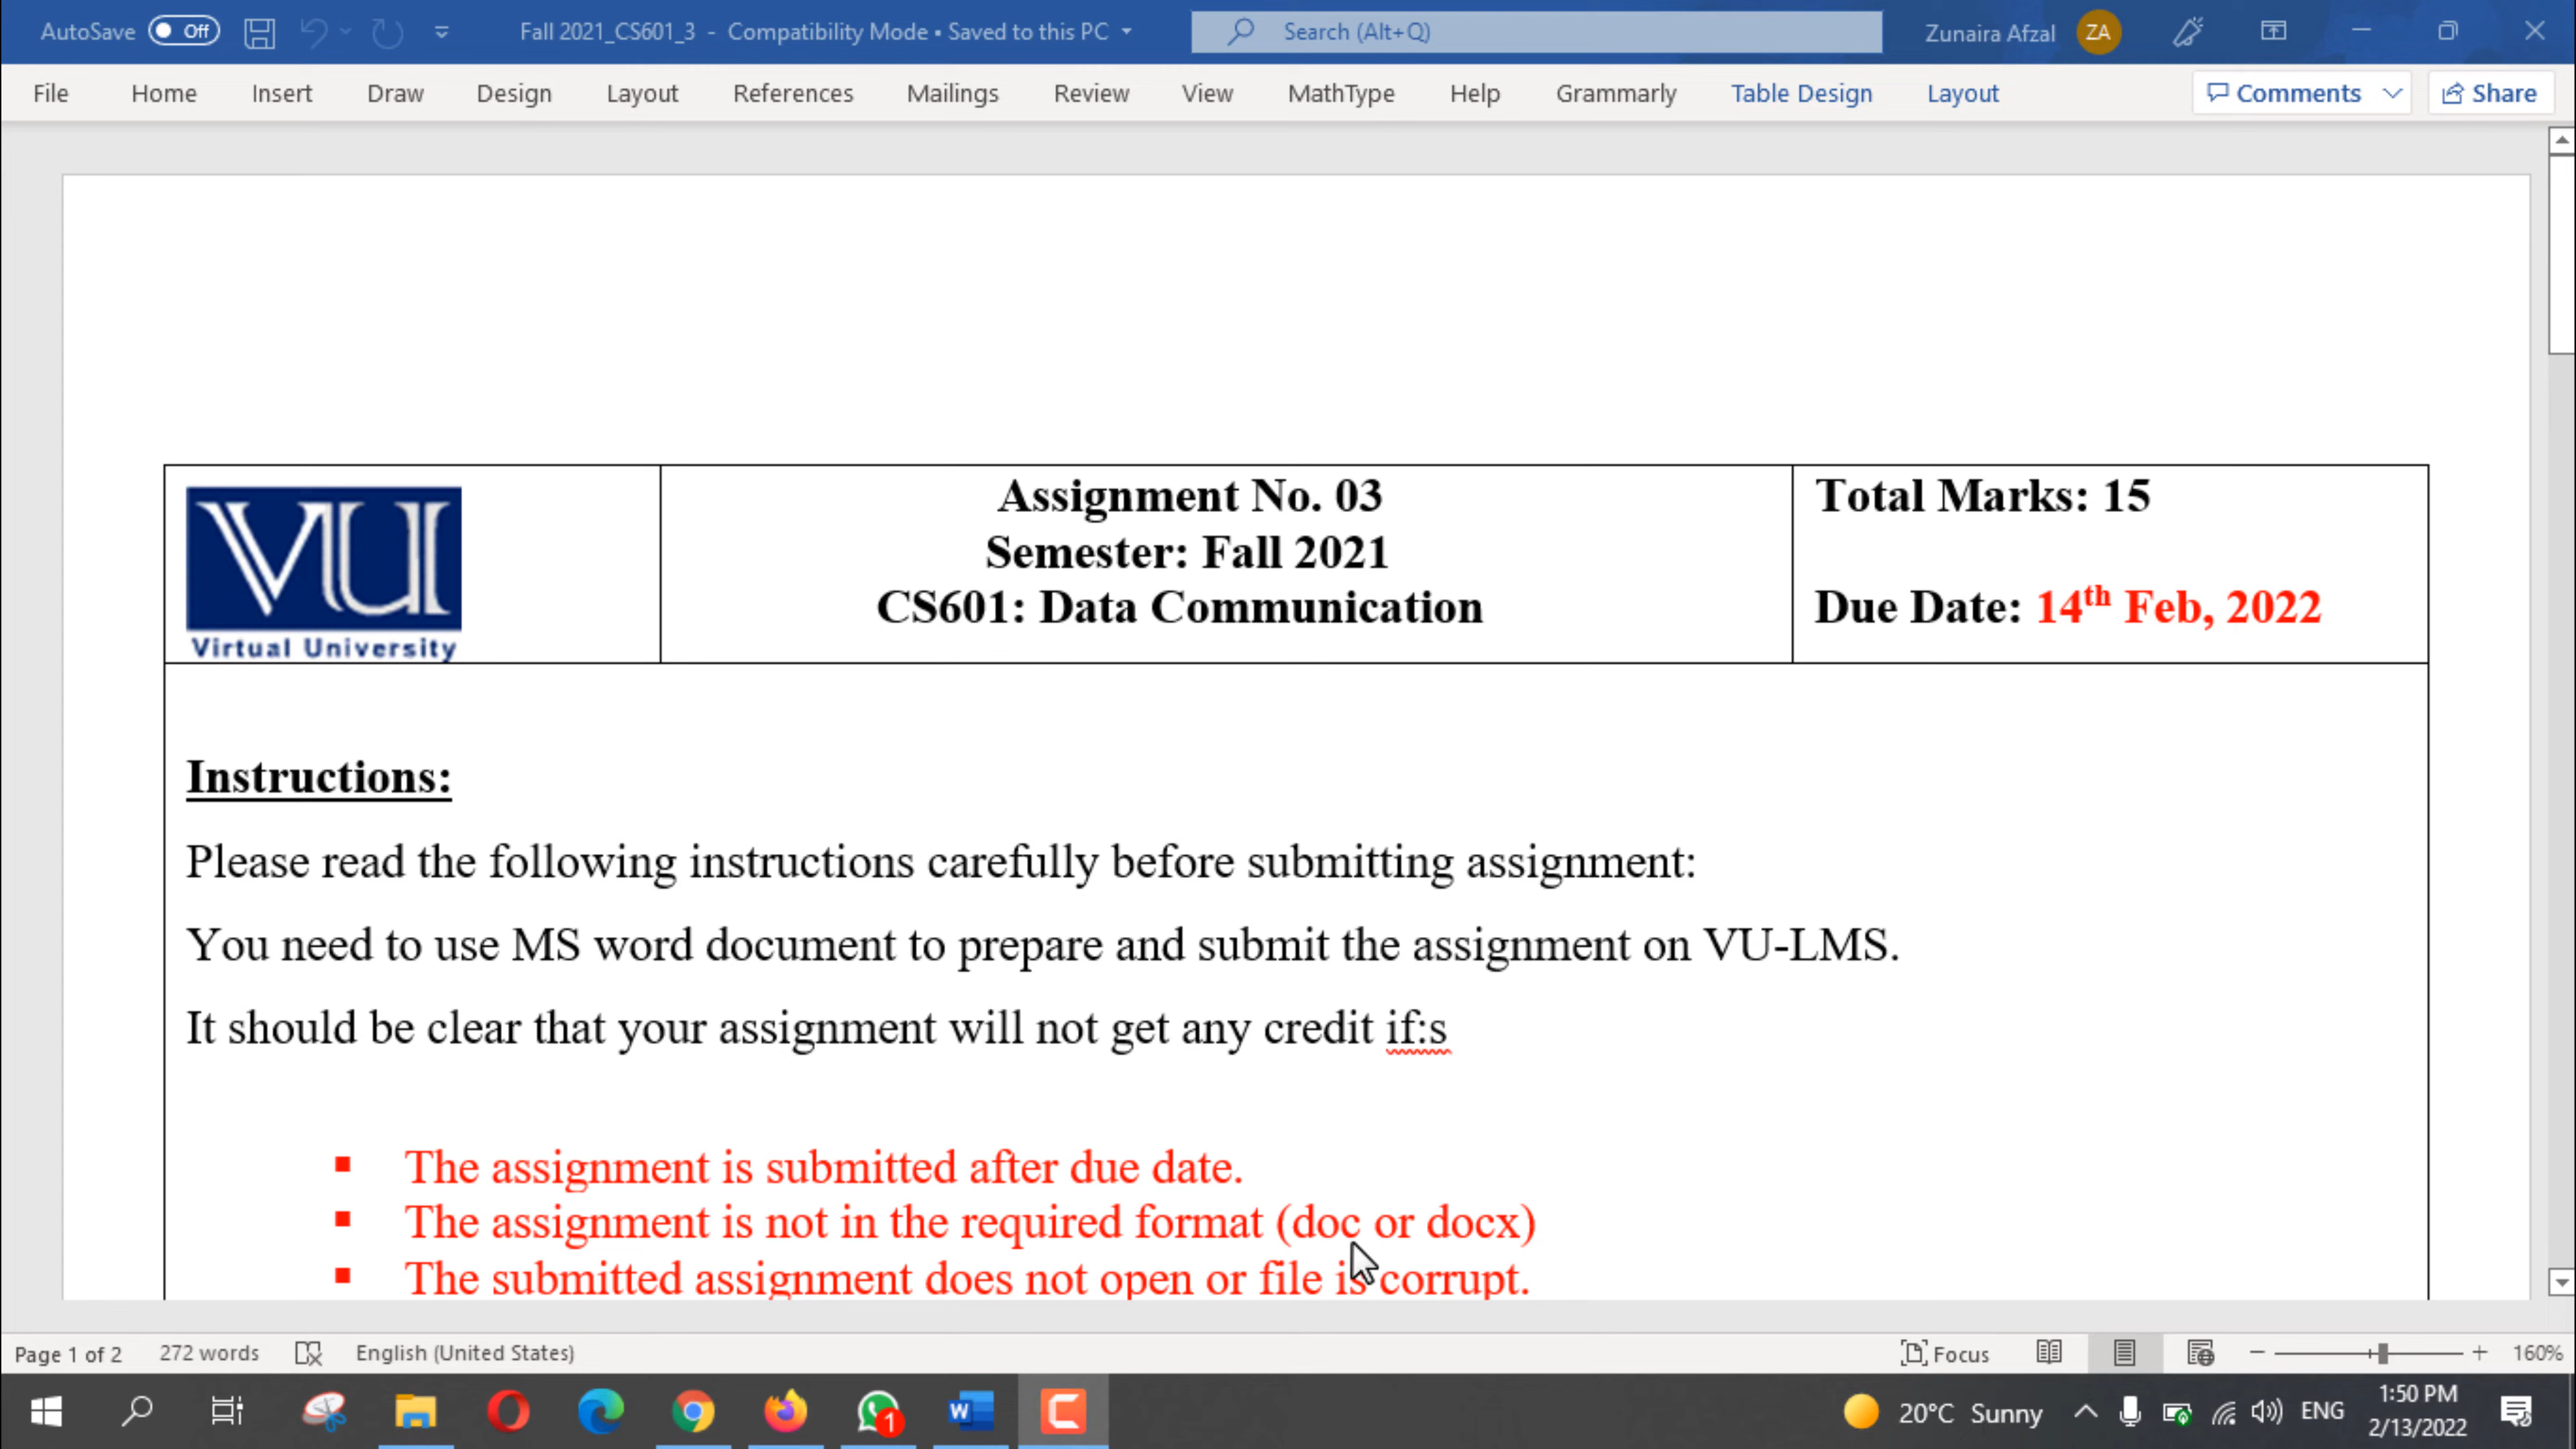 AutoSave Off Fall 2021_CS601_3 - Compatibility Mode • Saved to this PC Search (Alt+Q) Zunaira Afzal ZA
File Home Insert Draw Design Layout References Mailings Review View MathType Help Grammarly Table Design Layout Comments Share
VU
Virtual University
Assignment No. 03
Semester: Fall 2021
CS601: Data Communication
Total Marks: 15
Due Date: 14th Feb, 2022
Instructions:
Please read the following instructions carefully before submitting assignment:
You need to use MS word document to prepare and submit the assignment on VU-LMS.
It should be clear that your assignment will not get any credit if:s
▪ The assignment is submitted after due date.
▪ The assignment is not in the required format (doc or docx)
▪ The submitted assignment does not open or file is corrupt.
Page 1 of 2 272 words English (United States) Focus 160%
1 W 20°C Sunny ENG 1:50 PM
2/13/2022